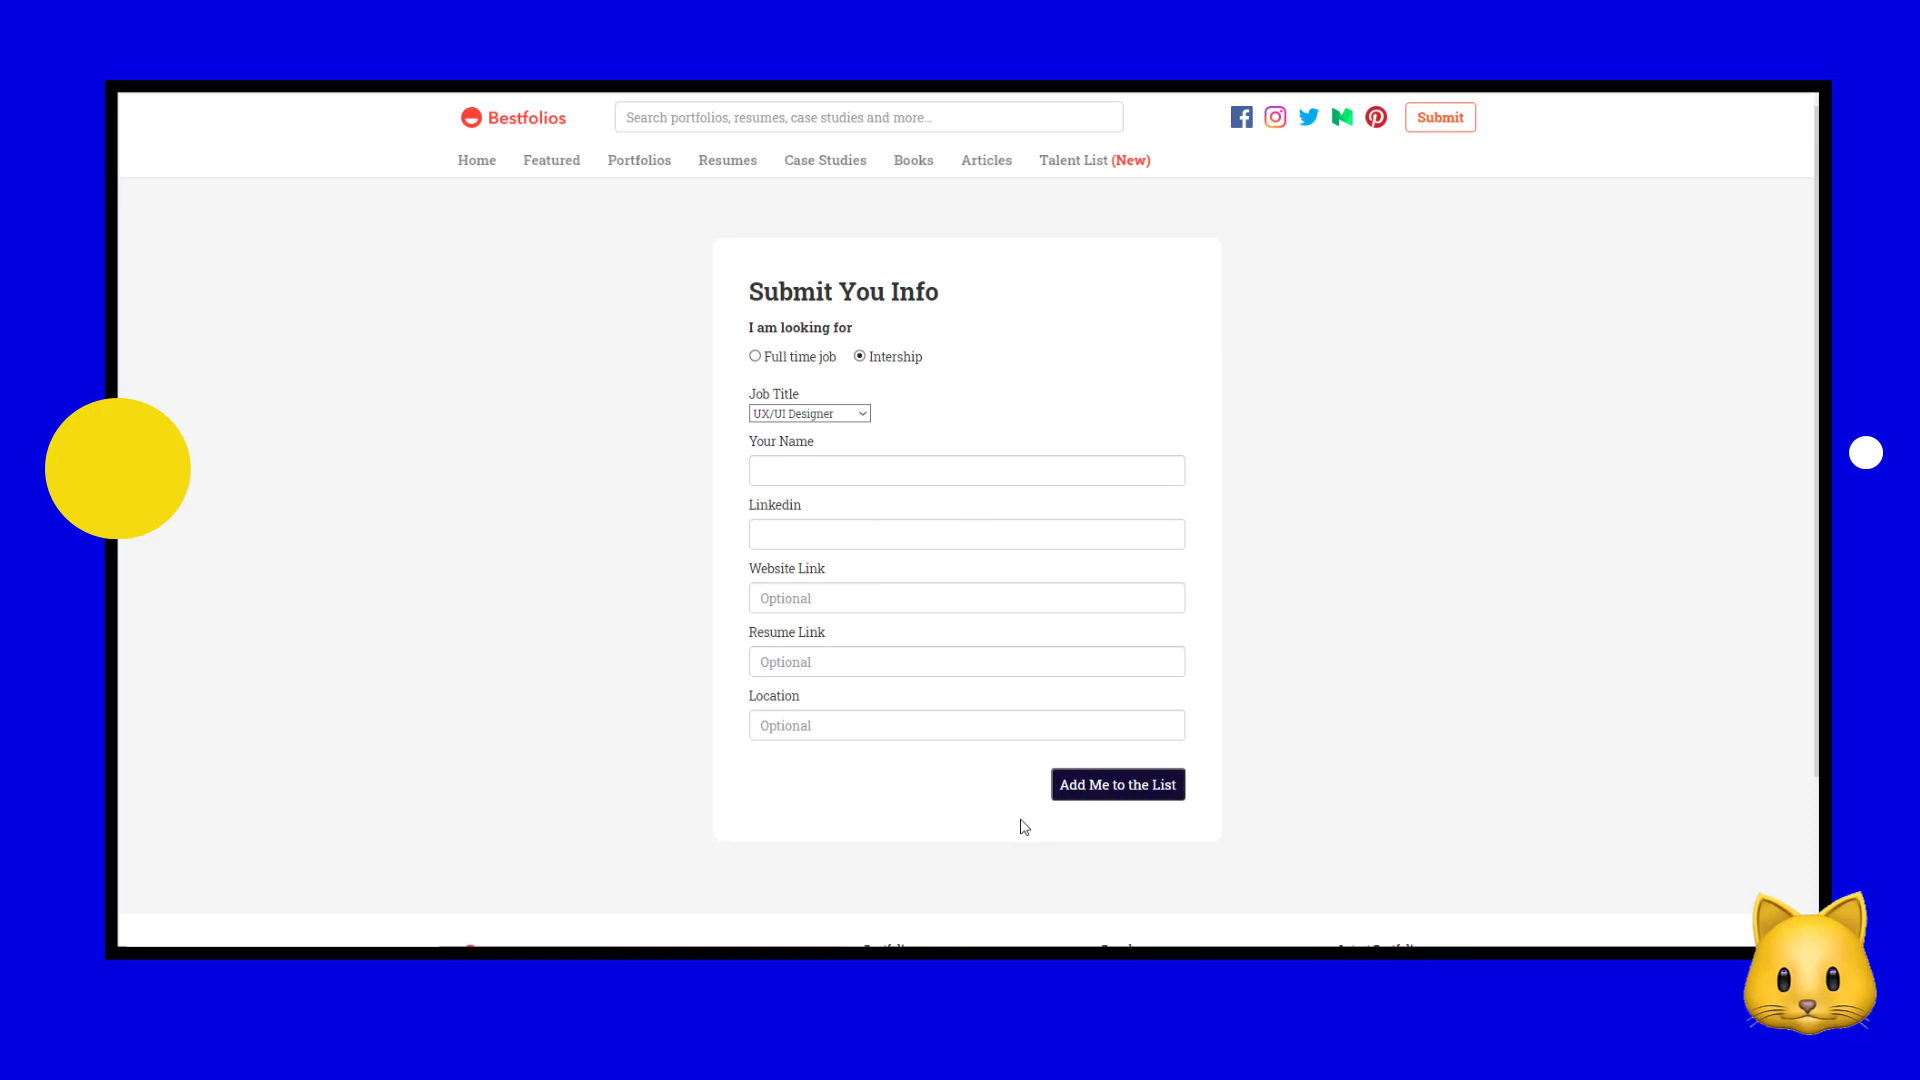 Bestfolios
Search portfolios, resumes, case studies and more...
Submit
Home Featured Portfolios Resumes Case Studies Books Articles Talent List (New)
Submit You Info
I am looking for
Full time job Intership
Job Title
UX/UI Designer
Your Name
Linkedin
Website Link
Optional
Resume Link
Optional
Location
Optional
Add Me to the List